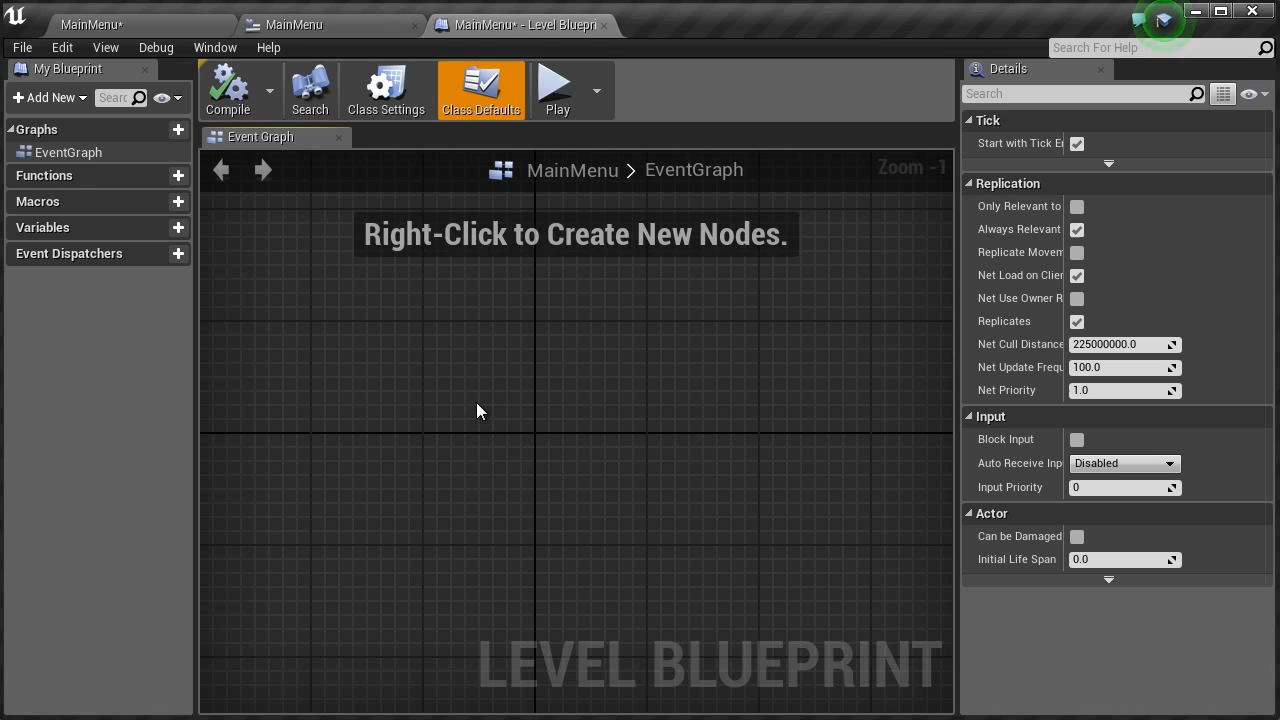 MainMenu*
MainMenu
MainMenu* - Level Bluepri
File Edit View Debug Window Help
Search For Help
My Blueprint
Add New
Searc
Graphs
EventGraph
Functions
Macros
Variables
Event Dispatchers
Compile
Search
Class Settings
Class Defaults
Play
Event Graph
MainMenu > EventGraph
Zoom -1
Right-Click to Create New Nodes.
LEVEL BLUEPRINT
Details
Search
Tick
Start with Tick En
Replication
Only Relevant to
Always Relevant
Replicate Movem
Net Load on Clien
Net Use Owner R
Replicates
Net Cull Distance 225000000.0
Net Update Frequ 100.0
Net Priority 1.0
Input
Block Input
Auto Receive Inp Disabled
Input Priority 0
Actor
Can be Damaged
Initial Life Span 0.0